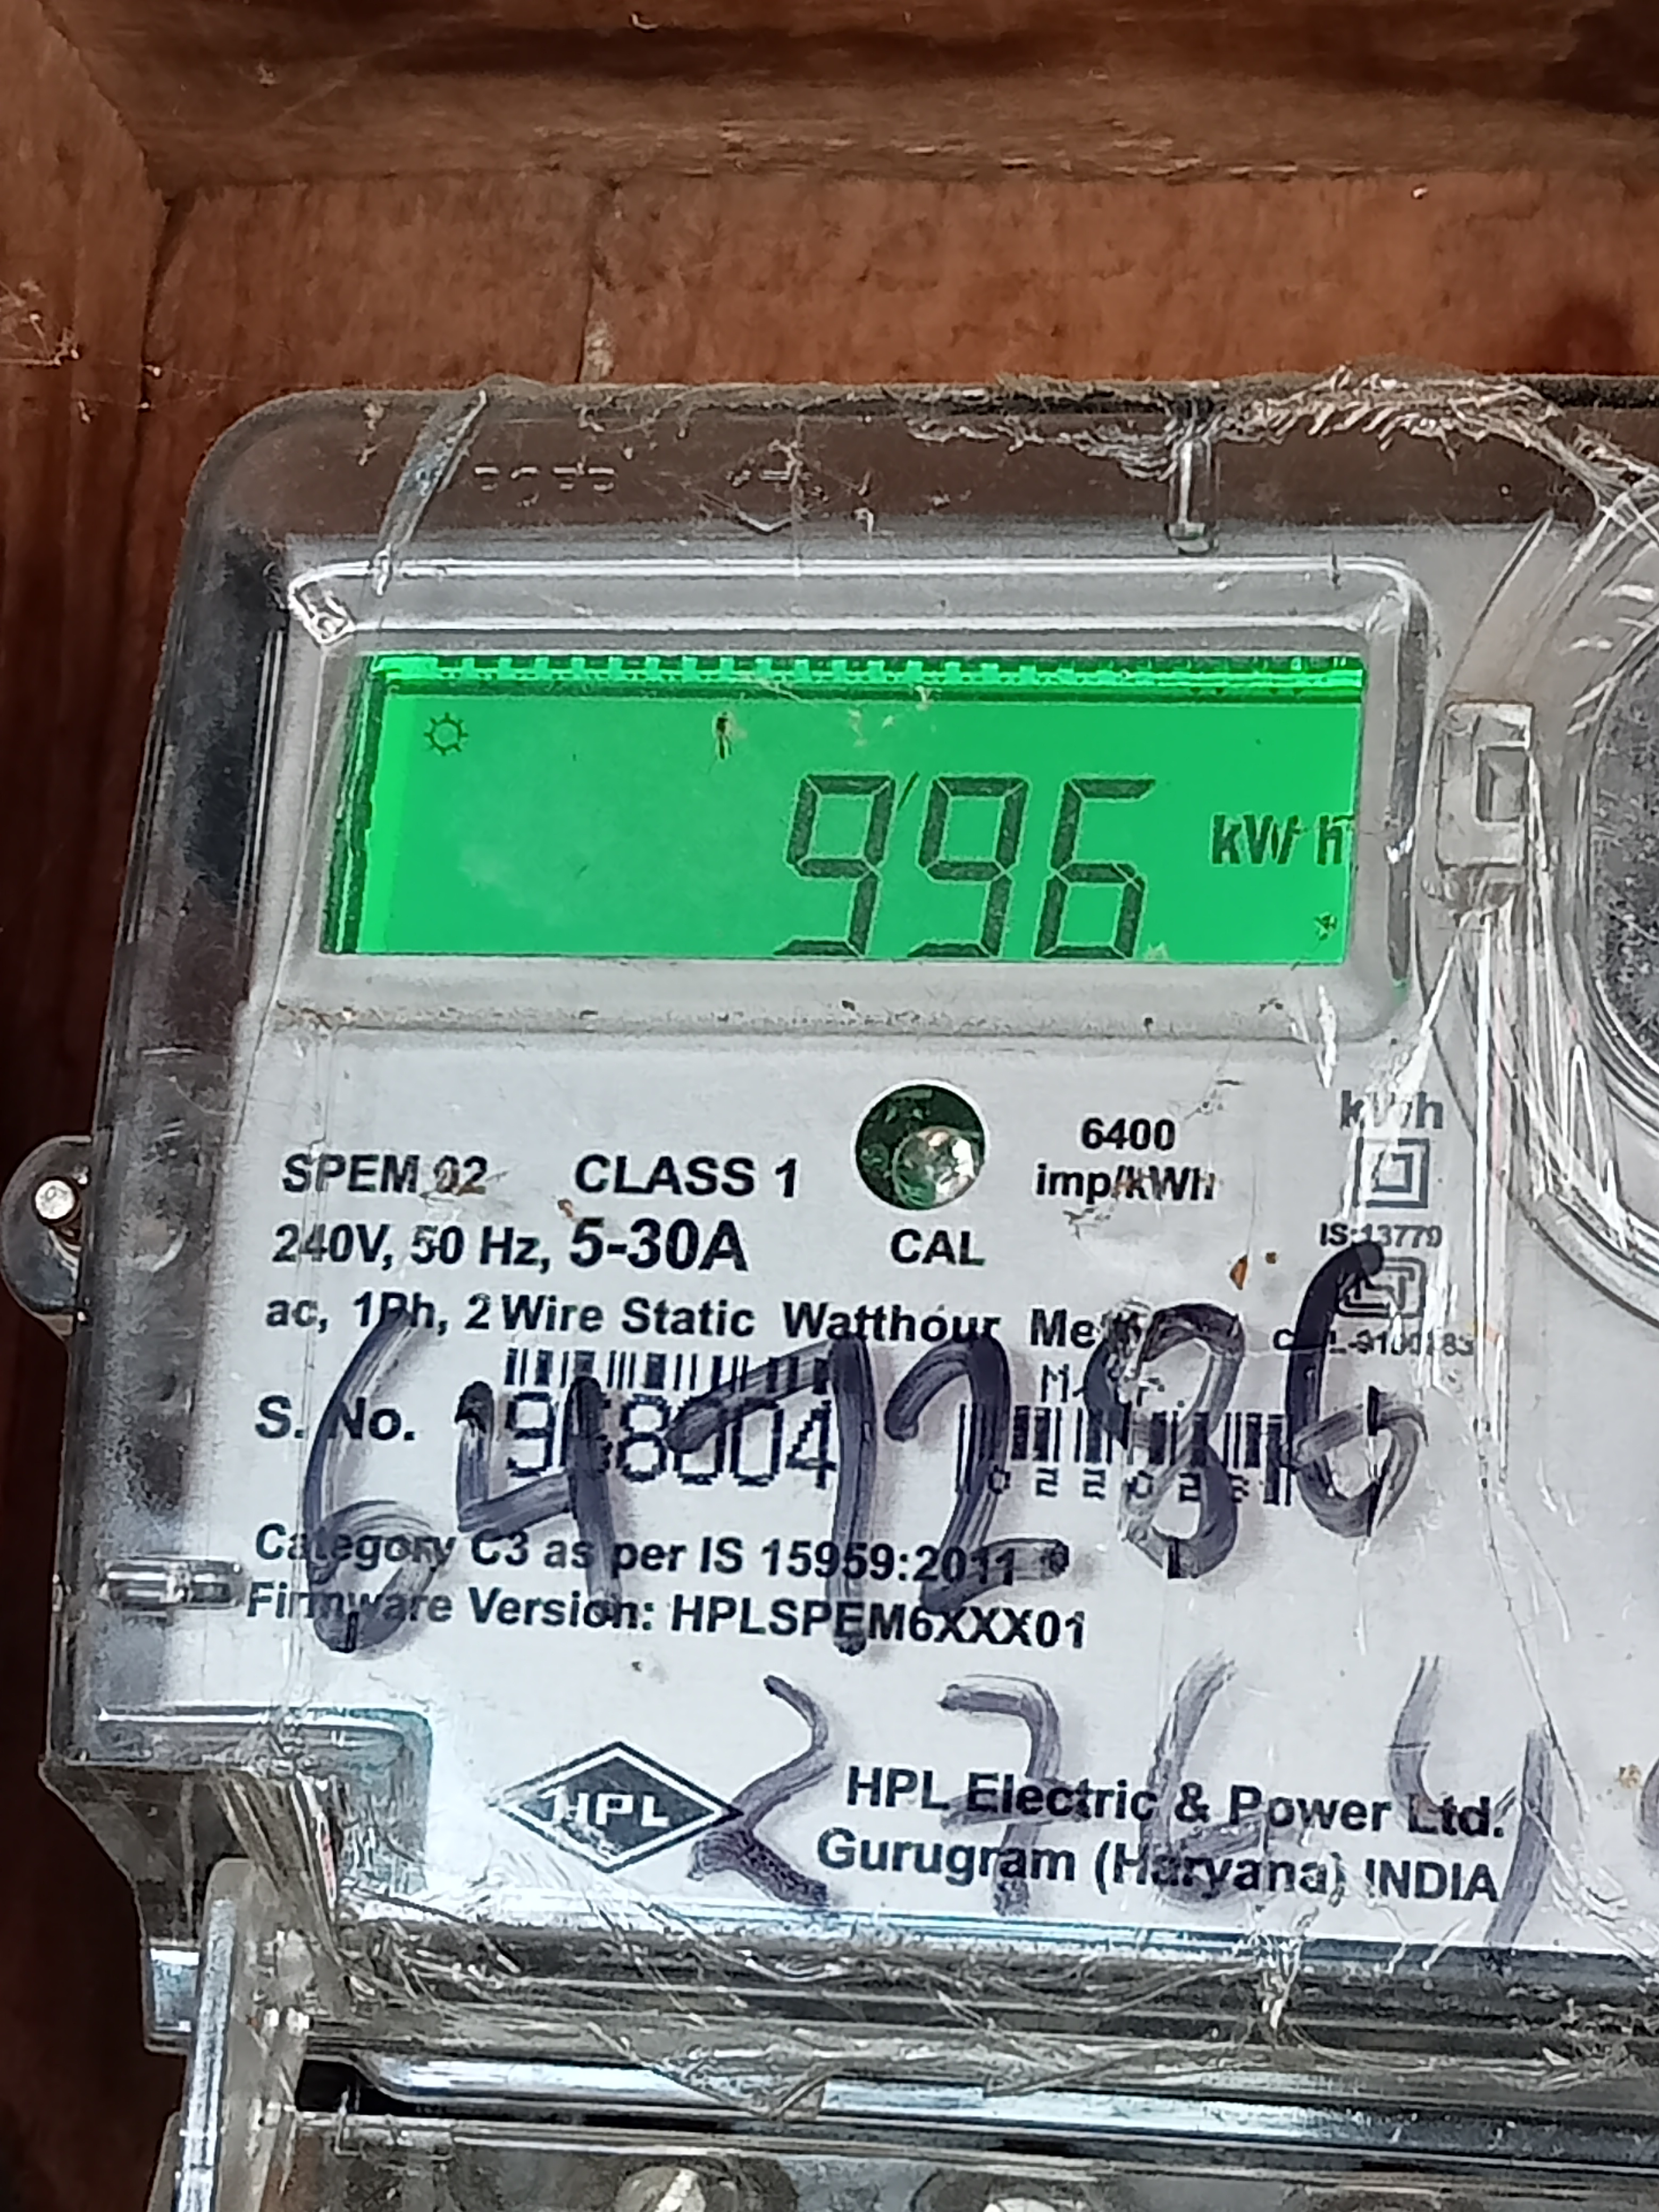 996 kWh
6400
imp/kWh
kWh
SPEM 02 CLASS 1
CAL
IS:13779
240V, 50 Hz, 5-30A
ac, 1Ph, 2 Wire Static Watthour
S. No.
647286
Category C3 as per IS 15959:2011
Firmware Version: HPLSPEM6XXX01
HPL
HPL Electric & Power Ltd.
Gurugram (Haryana) INDIA